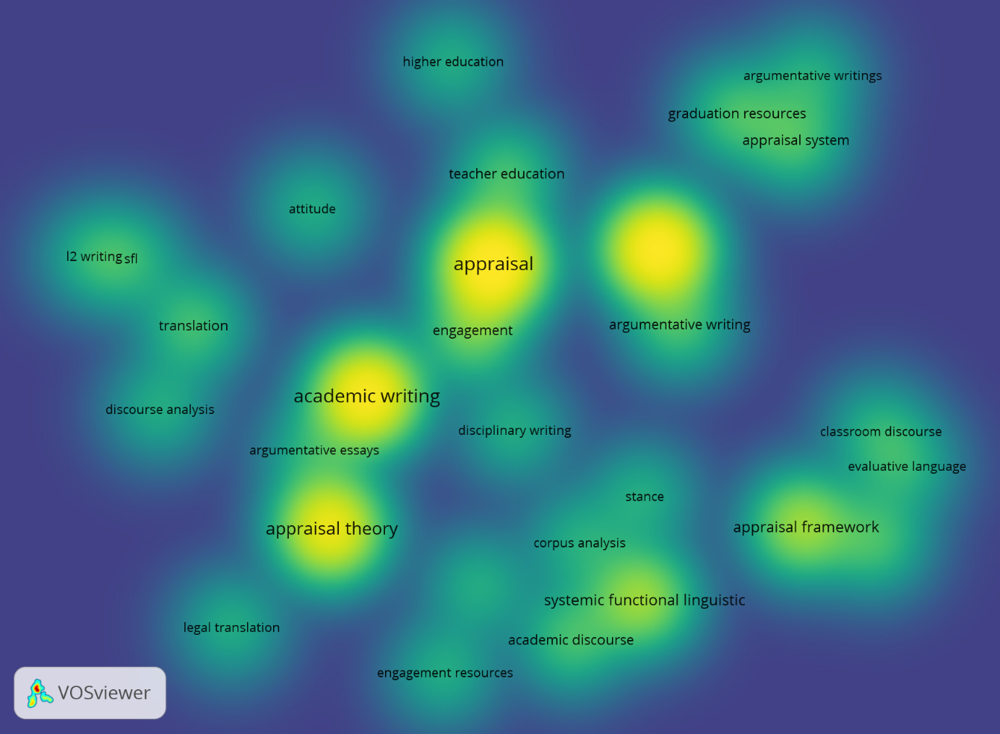 higher education
argumentative writings
graduation resources
appraisal system
teacher education
attitude
l2 writing
sfl
appraisal
translation
engagement
argumentative writing
academic writing
discourse analysis
disciplinary writing
classroom discourse
argumentative essays
evaluative language
stance
appraisal theory
appraisal framework
corpus analysis
systemic functional linguistic
legal translation
academic discourse
engagement resources
VOSviewer